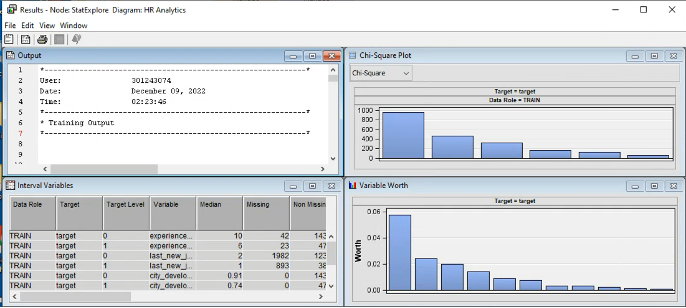 Results - Node: StatExplore Diagram: HR Analytics
File Edit View Window
Output
1 *------------------------------------------------------------*
2 User: 301243074
3 Date: December 09, 2022
4 Time: 02:23:46
5 *------------------------------------------------------------*
6 * Training Output
7 *------------------------------------------------------------*
8
9
Chi-Square Plot
Chi-Square
Target = target
Data Role = TRAIN
1000
800
600
400
200
0
Interval Variables
Data Role Target Target Level Variable Median Missing Non Missin
TRAIN target 0 experience... 10 42 143
TRAIN target 1 experience... 6 23 47
TRAIN target 0 last_new_j... 2 1982 123
TRAIN target 1 last_new_j... 1 893 38
TRAIN target 0 city_develo... 0.91 0 143
TRAIN target 1 city_develo... 0.74 0 47
Variable Worth
Target = target
Worth
0.06
0.04
0.02
0.00